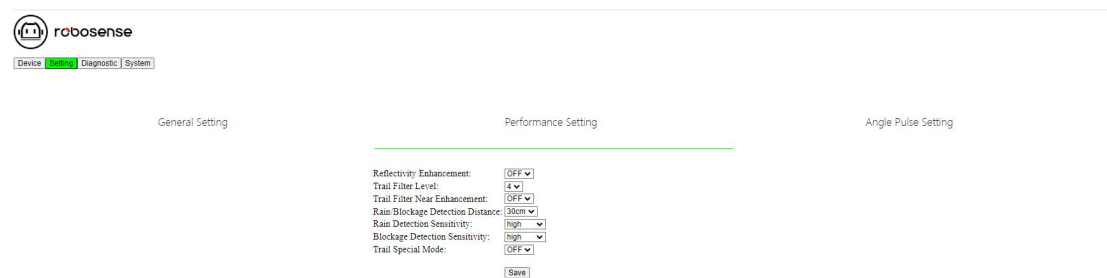 robosense
Device Setting Diagnostic System
General Setting Performance Setting Angle Pulse Setting
Reflectivity Enhancement: OFF
Trail Filter Level: 4
Trail Filter Near Enhancement: OFF
Rain/Blockage Detection Distance: 30cm
Rain Detection Sensitivity: high
Blockage Detection Sensitivity: high
Trail Special Mode: OFF
Save